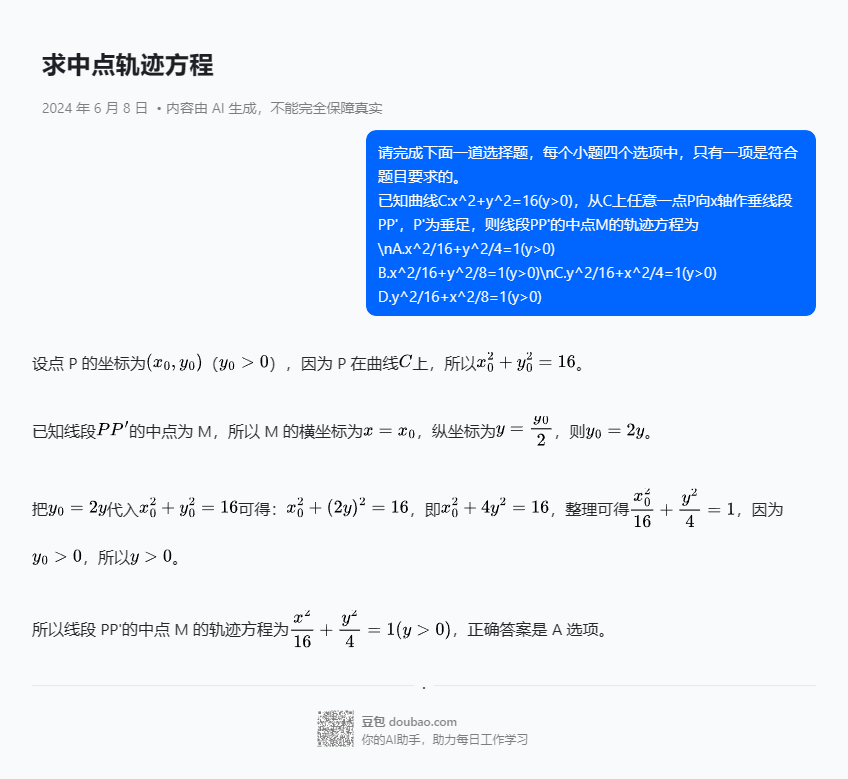 求中点轨迹方程
2024 年 6 月 8 日 • 内容由 AI 生成，不能完全保障真实
请完成下面一道选择题，每个小题四个选项中，只有一项是符合
题目要求的。
已知曲线C:x^2+y^2=16(y>0)，从C上任意一点P向x轴作垂线段
PP'，P'为垂足，则线段PP'的中点M的轨迹方程为
\nA.x^2/16+y^2/4=1(y>0)
B.x^2/16+y^2/8=1(y>0)\nC.y^2/16+x^2/4=1(y>0)
D.y^2/16+x^2/8=1(y>0)
设点 P 的坐标为$(x_0, y_0)$（$y_0 > 0$），因为 P 在曲线$C$上，所以$x_0^2 + y_0^2 = 16$。
已知线段$PP'$的中点为 M，所以 M 的横坐标为$x = x_0$，纵坐标为$y = \frac{y_0}{2}$，则$y_0 = 2y$。
把$y_0 = 2y$代入$x_0^2 + y_0^2 = 16$可得：$x_0^2 + (2y)^2 = 16$，即$x_0^2 + 4y^2 = 16$，整理可得$\frac{x_0^2}{16} + \frac{y^2}{4} = 1$，因为
$y_0 > 0$，所以$y > 0$。
所以线段 PP'的中点 M 的轨迹方程为$\frac{x^2}{16} + \frac{y^2}{4} = 1(y > 0)$，正确答案是 A 选项。
豆包 doubao.com
你的AI助手，助力每日工作学习